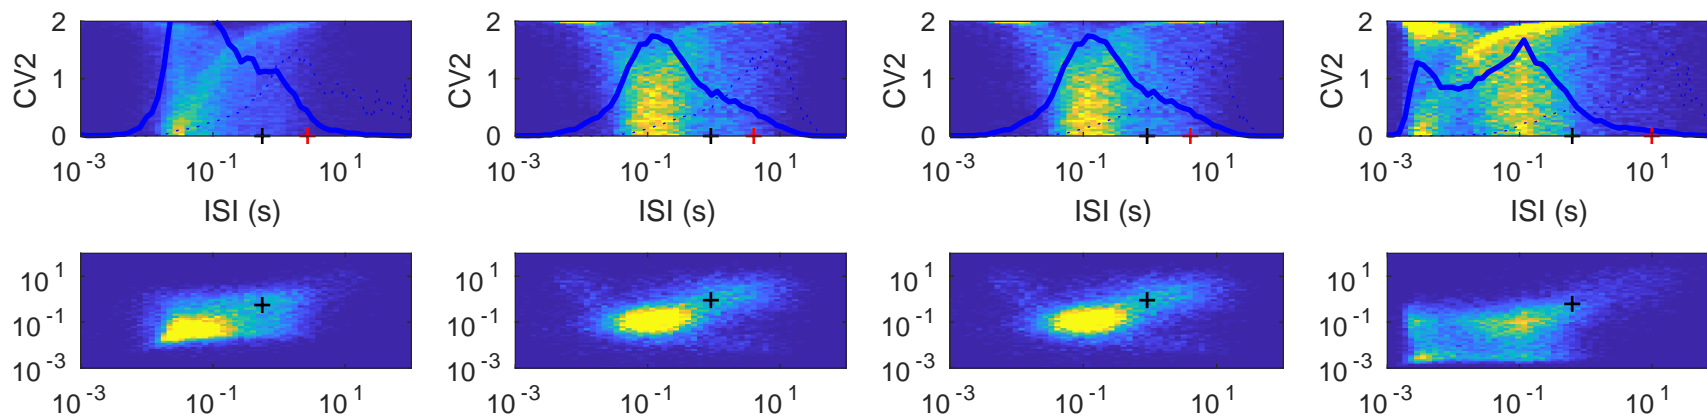 2 2 2 2
CV2 CV2 CV2 CV2
1 1 1 1
0 0 0 0
10^-3 10^-1 10^1 10^-3 10^-1 10^1 10^-3 10^-1 10^1 10^-3 10^-1 10^1
ISI (s) ISI (s) ISI (s) ISI (s)
10^1 10^1 10^1 10^1
10^-1 10^-1 10^-1 10^-1
10^-3 10^-3 10^-3 10^-3
10^-3 10^-1 10^1 10^-3 10^-1 10^1 10^-3 10^-1 10^1 10^-3 10^-1 10^1